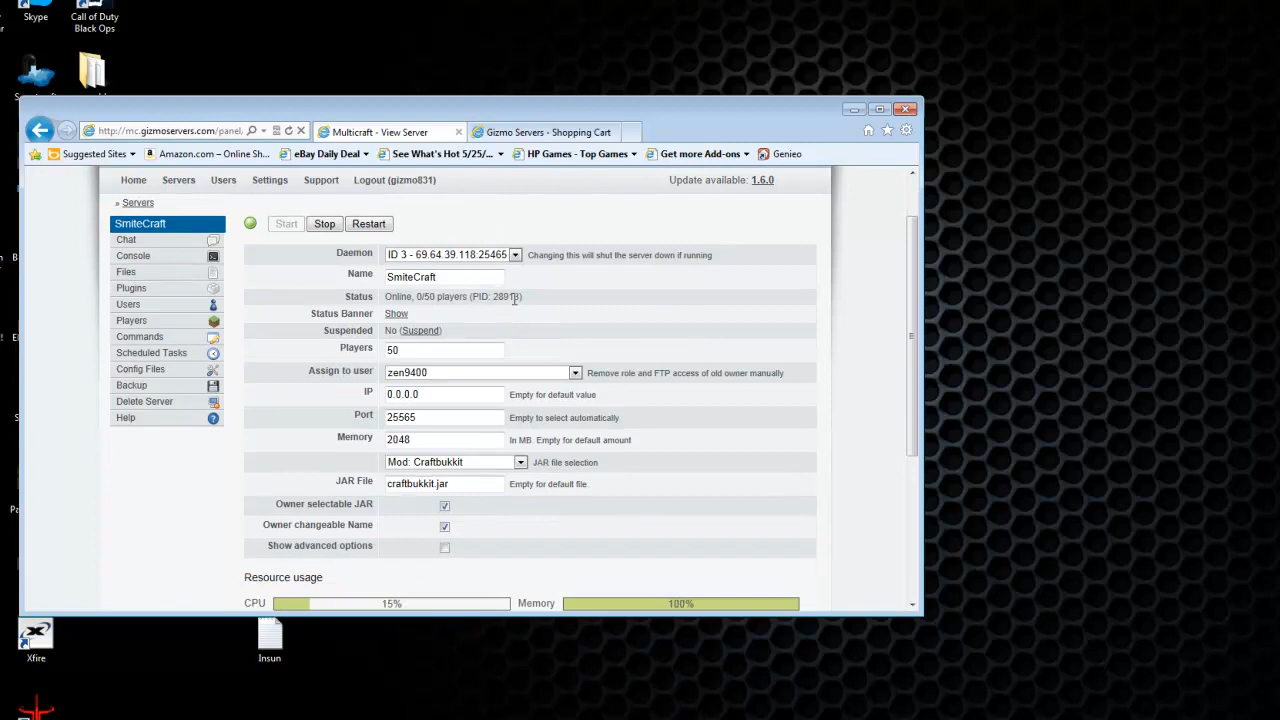 Skype
Call of Duty
Black Ops
http://mc.gizmoservers.com/panel,
Multicraft - View Server
Gizmo Servers - Shopping Cart
Suggested Sites
Amazon.com – Online Sh...
eBay Daily Deal
See What's Hot 5/25/...
HP Games - Top Games
Get more Add-ons
Genieo
Home Servers Users Settings Support Logout (gizmo831) Update available: 1.6.0
» Servers
SmiteCraft
Chat
Console
Files
Plugins
Users
Players
Commands
Scheduled Tasks
Config Files
Backup
Delete Server
Help
Start Stop Restart
Daemon ID 3 - 69.64.39.118:25465 Changing this will shut the server down if running
Name SmiteCraft
Status Online, 0/50 players (PID: 28913)
Status Banner Show
Suspended No (Suspend)
Players 50
Assign to user zen9400 Remove role and FTP access of old owner manually
IP 0.0.0.0 Empty for default value
Port 25565 Empty to select automatically
Memory 2048 In MB. Empty for default amount
Mod: Craftbukkit JAR file selection
JAR File craftbukkit.jar Empty for default file.
Owner selectable JAR
Owner changeable Name
Show advanced options
Resource usage
CPU 15% Memory 100%
Xfire
Insun